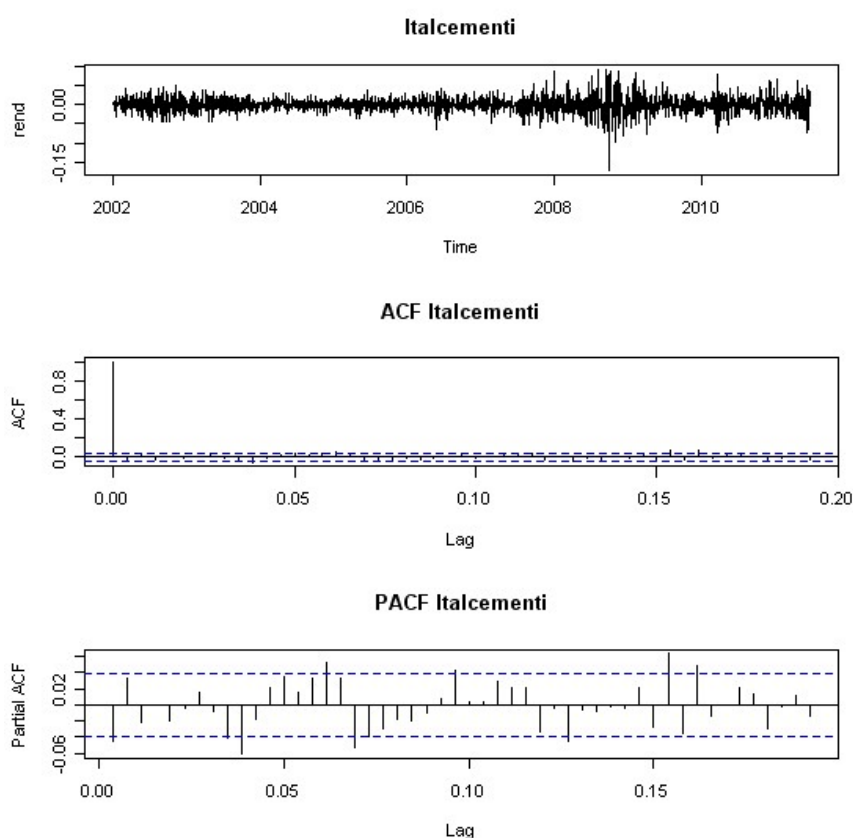 Italcementi
rend
0.00
-0.15
2002 2004 2006 2008 2010
Time
ACF Italcementi
ACF
0.8
0.4
0.0
0.00 0.05 0.10 0.15 0.20
Lag
PACF Italcementi
Partial ACF
0.02
-0.06
0.00 0.05 0.10 0.15
Lag